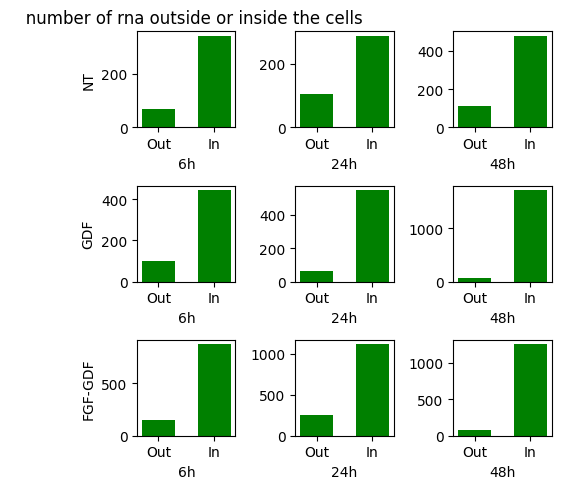 number of rna outside or inside the cells
NT
200
0
Out In
6h
200
0
Out In
24h
400
200
0
Out In
48h
GDF
400
200
0
Out In
6h
400
200
0
Out In
24h
1000
0
Out In
48h
FGF-GDF
500
0
Out In
6h
1000
500
0
Out In
24h
1000
500
0
Out In
48h